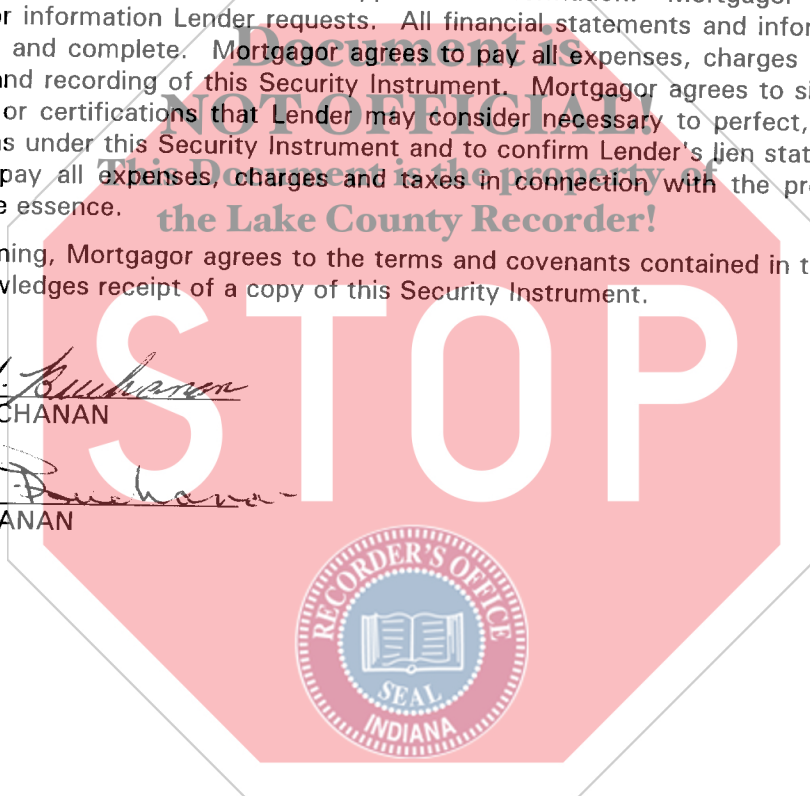 or information Lender requests. All financial statements and infor
Document is
and complete. Mortgagor agrees to pay all expenses, charges
and recording of this Security Instrument. Mortgagor agrees to si
NOT OFFICIAL!
or certifications that Lender may consider necessary to perfect,
s under this Security Instrument and to confirm Lender's lien stat
This Document is the property of
pay all expenses, charges and taxes in connection with the pr
e essence.
the Lake County Recorder!
ning, Mortgagor agrees to the terms and covenants contained in t
wledges receipt of a copy of this Security Instrument.
STOP
Buchanan
CHANAN
Buchanan
ANAN
RECORDER'S OFFICE
SEAL
INDIANA